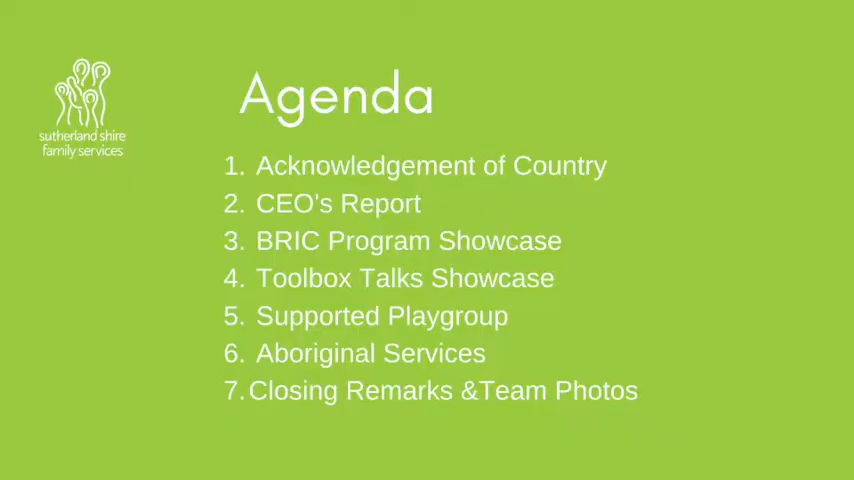 sutherland shire
family services
Agenda
1. Acknowledgement of Country
2. CEO's Report
3. BRIC Program Showcase
4. Toolbox Talks Showcase
5. Supported Playgroup
6. Aboriginal Services
7. Closing Remarks &Team Photos